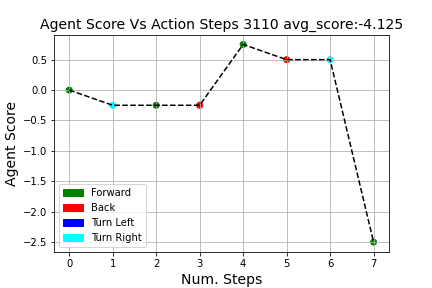 Agent Score Vs Action Steps 3110 avg_score:-4.125
Agent Score
0.5
0.0
−0.5
−1.0
−1.5
−2.0
−2.5
Forward
Back
Turn Left
Turn Right
0 1 2 3 4 5 6 7
Num. Steps